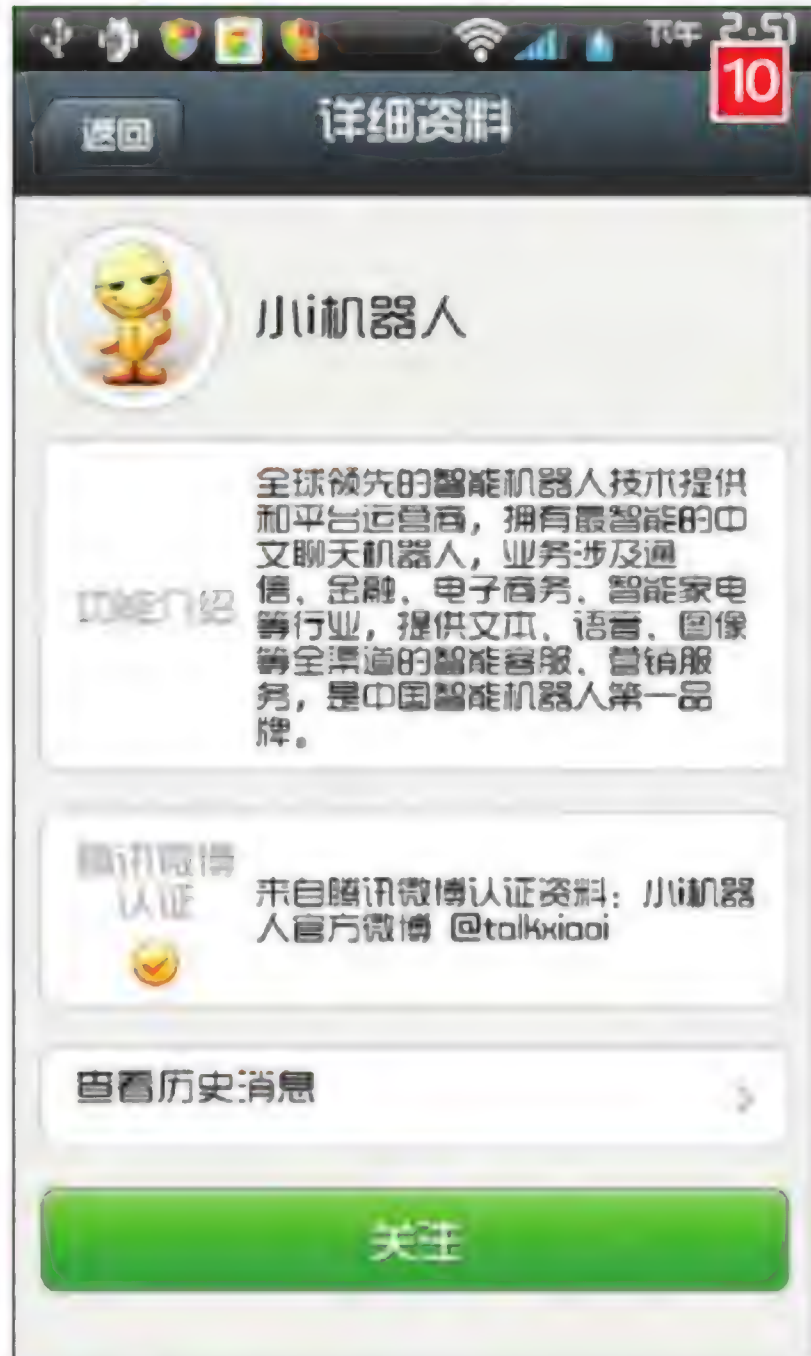 下午 2:51
10
返回
详细资料
小i机器人
功能介绍
全球领先的智能机器人技术提供
和平台运营商，拥有最智能的中
文聊天机器人，业务涉及通
信、金融、电子商务、智能家电
等行业，提供文本、语音、图像
等全渠道的智能客服、营销服
务，是中国智能机器人第一品
牌。
腾讯微博
认证
来自腾讯微博认证资料：小i机器
人官方微博 @talkxiaoi
查看历史消息
关注